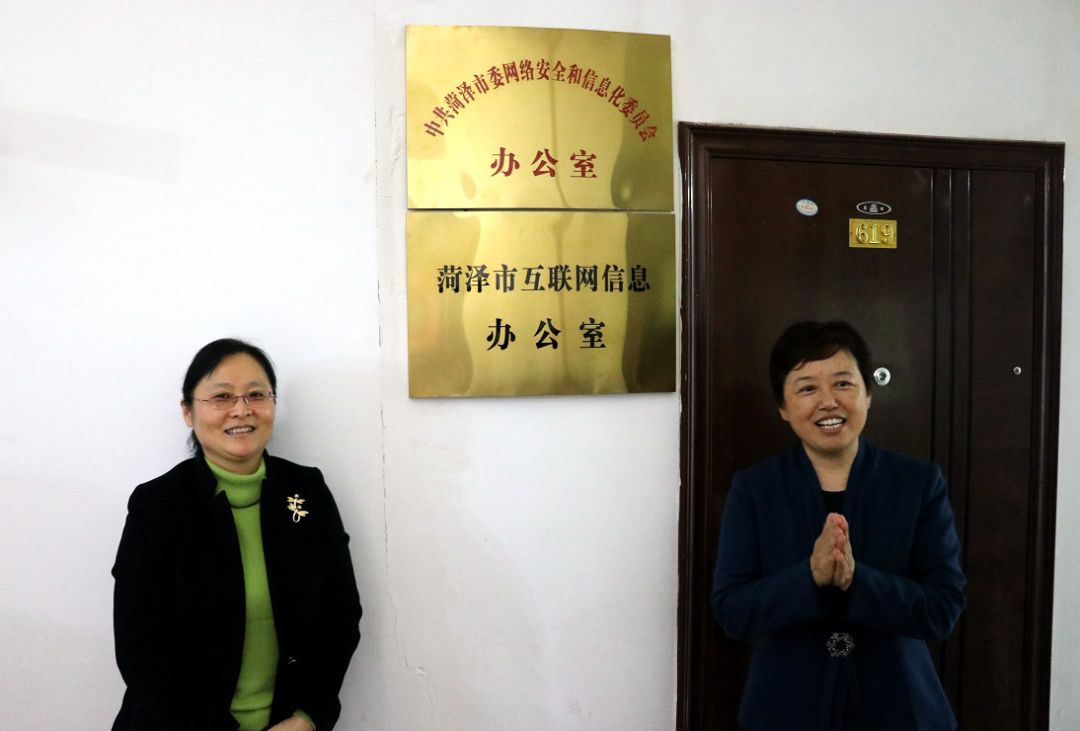 中共菏泽市委网络安全和信息化委员会
办公室
菏泽市互联网信息
办公室
619